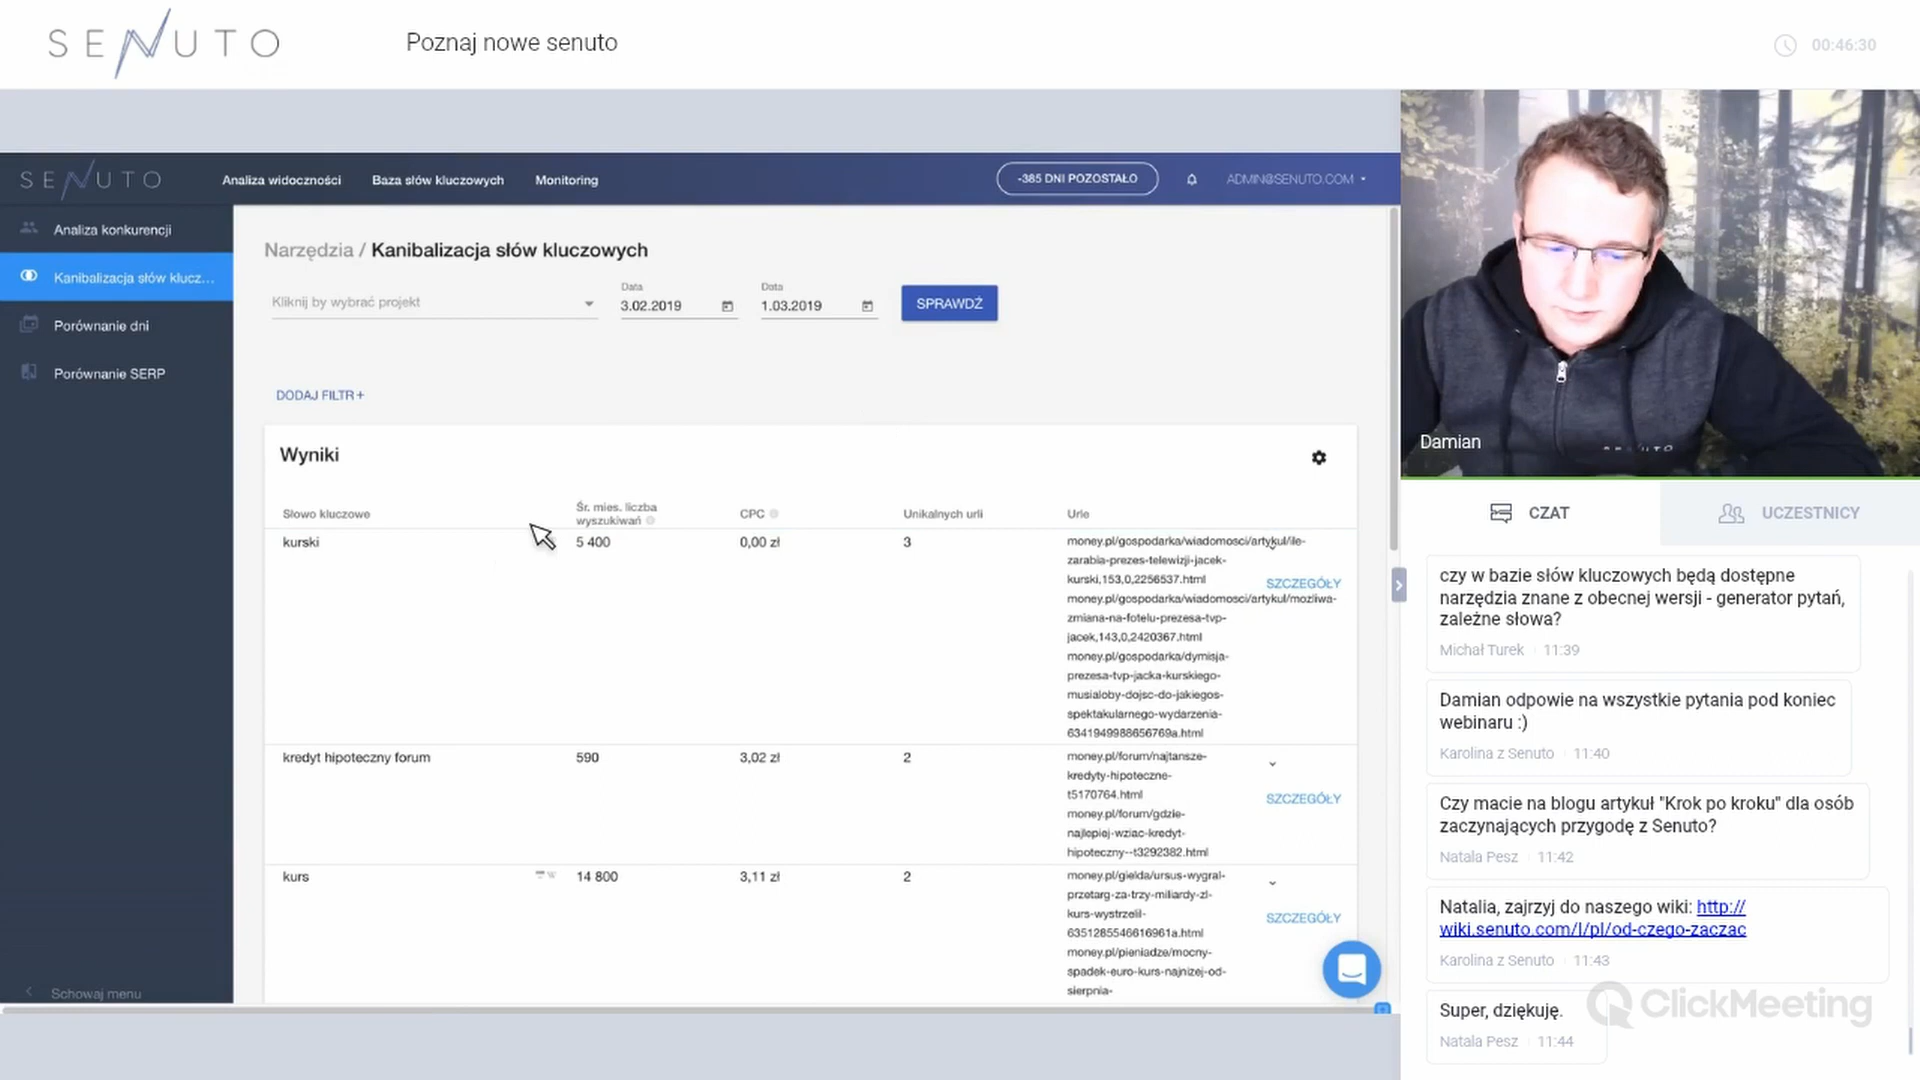 SENUTO
Poznaj nowe senuto
00:46:30
SENUTO
Analiza widoczności
Baza słów kluczowych
Monitoring
-385 DNI POZOSTAŁO
ADMIN@SENUTO.COM
Analiza konkurencji
Kanibalizacja słów klucz...
Porównanie dni
Porównanie SERP
Schowaj menu
Narzędzia / Kanibalizacja słów kluczowych
Kliknij by wybrać projekt
Data
3.02.2019
Data
1.03.2019
SPRAWDŹ
DODAJ FILTR +
Wyniki
Słowo kluczowe
Śr. mies. liczba
wyszukiwań
CPC
Unikalnych urli
Urle
kurski
5 400
0,00 zł
3
money.pl/gospodarka/wiadomosci/artykul/ile-
zarabia-prezes-telewizji-jacek-
kurski,153,0,2256537.html
money.pl/gospodarka/wiadomosci/artykul/mozliwa-
zmiana-na-fotelu-prezesa-tvp-
jacek,143,0,2420367.html
money.pl/gospodarka/dymisja-
prezesa-tvp-jacka-kurskiego-
musialoby-dojsc-do-jakiegos-
spektakularnego-wydarzenia-
6341949988656769a.html
SZCZEGÓŁY
kredyt hipoteczny forum
590
3,02 zł
2
money.pl/forum/najtansze-
kredyty-hipoteczne-
t5170764.html
money.pl/forum/gdzie-
najlepiej-wziac-kredyt-
hipoteczny--t3292382.html
SZCZEGÓŁY
kurs
14 800
3,11 zł
2
money.pl/gielda/ursus-wygral-
przetarg-za-trzy-miliardy-zl-
kurs-wystrzelil-
6351285546616961a.html
money.pl/pieniadze/mocny-
spadek-euro-kurs-najnizej-od-
sierpnia-
SZCZEGÓŁY
Damian
SENUTO
CZAT
UCZESTNICY
czy w bazie słów kluczowych będą dostępne
narzędzia znane z obecnej wersji - generator pytań,
zależne słowa?
Michał Turek 11:39
Damian odpowie na wszystkie pytania pod koniec
webinaru :)
Karolina z Senuto 11:40
Czy macie na blogu artykuł "Krok po kroku" dla osób
zaczynających przygodę z Senuto?
Natala Pesz 11:42
Natalia, zajrzyj do naszego wiki: http://
wiki.senuto.com/l/pl/od-czego-zaczac
Karolina z Senuto 11:43
Super, dziękuję.
Natala Pesz 11:44
ClickMeeting